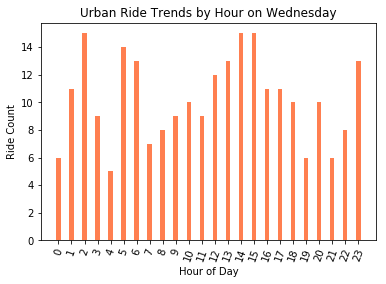 Urban Ride Trends by Hour on Wednesday
Ride Count
14
12
10
8
6
4
2
0
0 1 2 3 4 5 6 7 8 9 10 11 12 13 14 15 16 17 18 19 20 21 22 23
Hour of Day